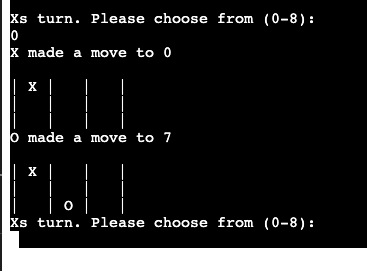 Xs turn. Please choose from (0-8):
0
X made a move to 0
| X |   |   |
|   |   |   |
|   |   |   |
O made a move to 7
| X |   |   |
|   |   |   |
|   | O |   |
Xs turn. Please choose from (0-8):